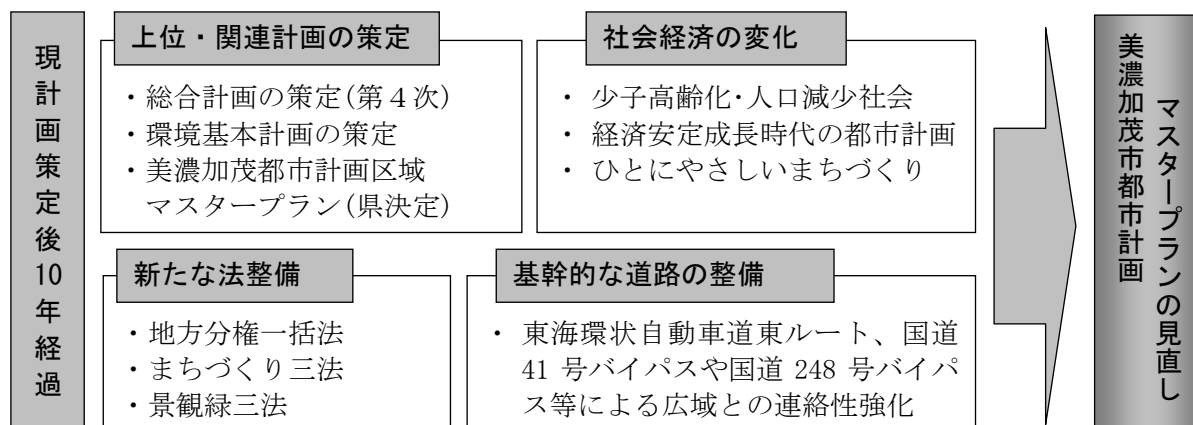 現計画策定後10年経過
上位・関連計画の策定
・総合計画の策定(第４次)
・環境基本計画の策定
・美濃加茂都市計画区域
マスタープラン(県決定)
社会経済の変化
・ 少子高齢化・人口減少社会
・ 経済安定成長時代の都市計画
・ ひとにやさしいまちづくり
新たな法整備
・地方分権一括法
・まちづくり三法
・景観緑三法
基幹的な道路の整備
・ 東海環状自動車道東ルート、国道
41 号バイパスや国道 248 号バイパ
ス等による広域との連絡性強化
美濃加茂市都市計画
マスタープランの見直し